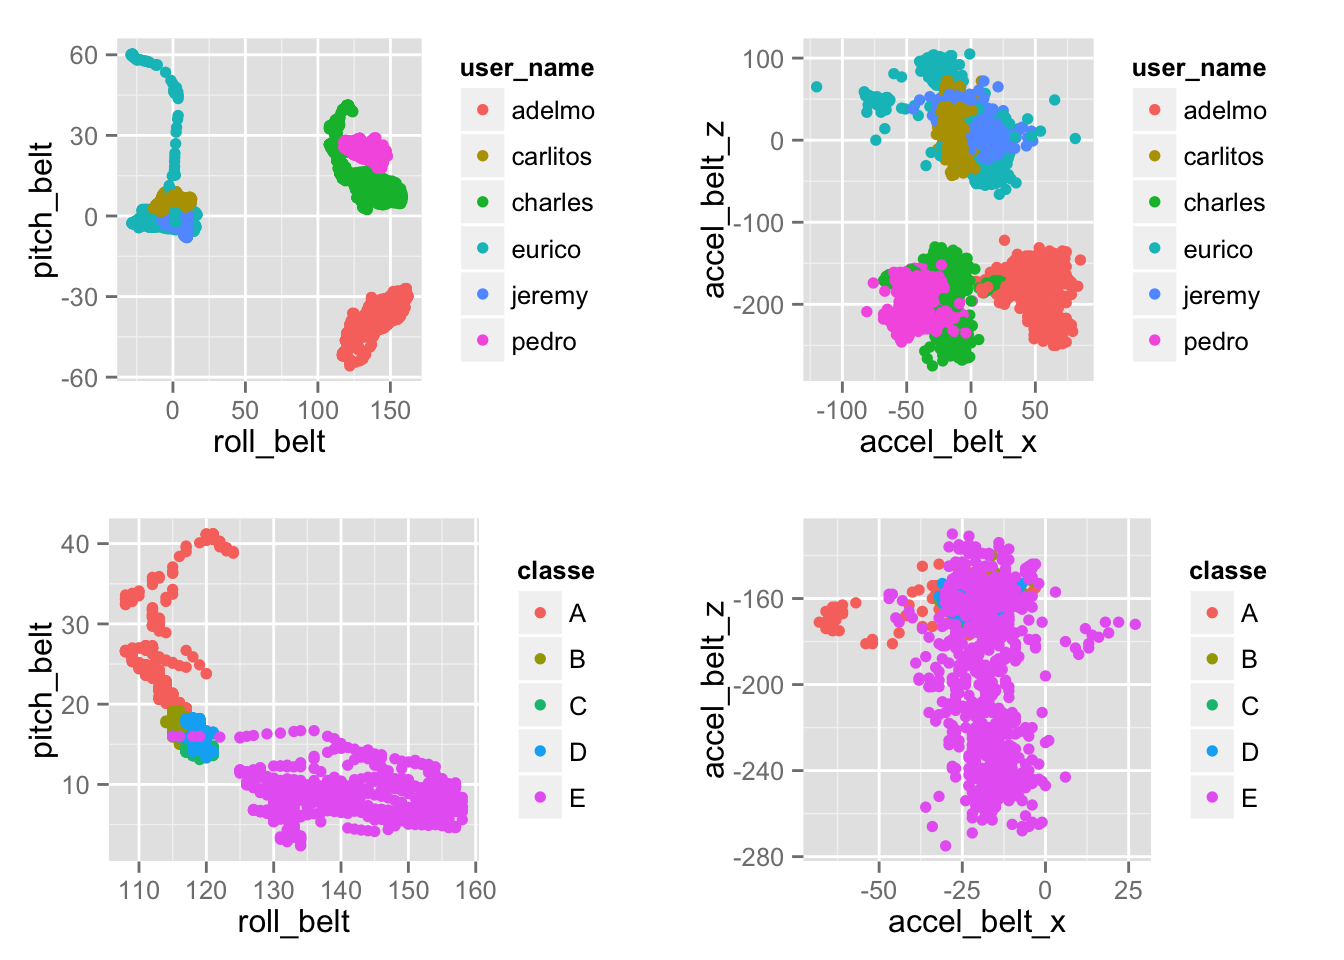 60
30
0
-30
-60
pitch_belt
0 50 100 150
roll_belt
user_name
adelmo
carlitos
charles
eurico
jeremy
pedro
100
0
-100
-200
accel_belt_z
-100 -50 0 50
accel_belt_x
user_name
adelmo
carlitos
charles
eurico
jeremy
pedro
40
30
20
10
pitch_belt
110 120 130 140 150 160
roll_belt
classe
A
B
C
D
E
-160
-200
-240
-280
accel_belt_z
-50 -25 0 25
accel_belt_x
classe
A
B
C
D
E